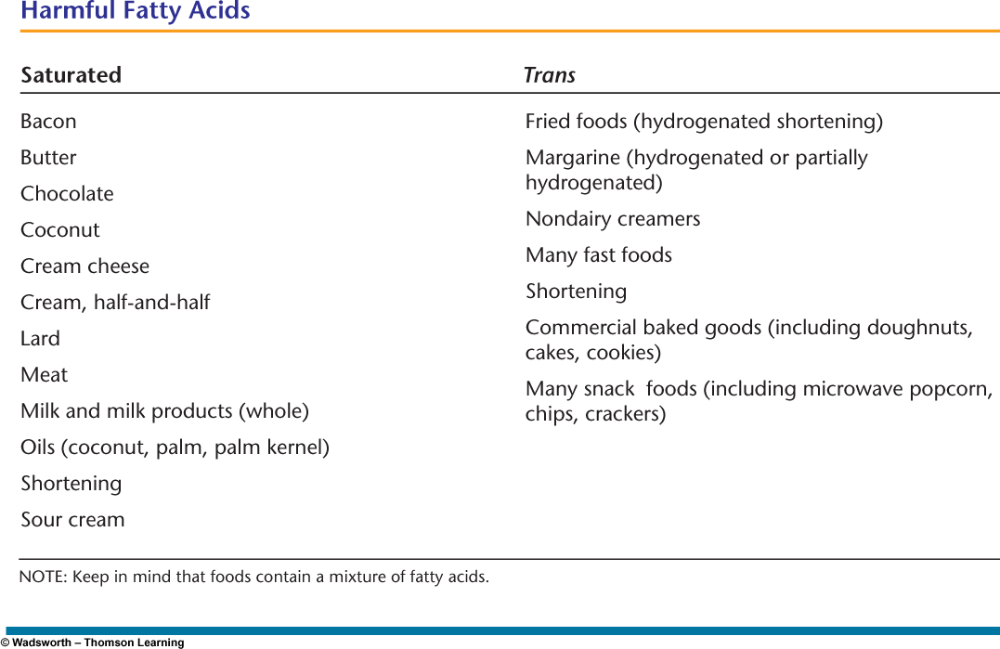 Harmful Fatty Acids
Saturated
Bacon
Butter
Chocolate
Coconut
Cream cheese
Cream, half-and-half
Lard
Meat
Milk and milk products (whole)
Oils (coconut, palm, palm kernel)
Shortening
Sour cream
Trans
Fried foods (hydrogenated shortening)
Margarine (hydrogenated or partially
hydrogenated)
Nondairy creamers
Many fast foods
Shortening
Commercial baked goods (including doughnuts,
cakes, cookies)
Many snack foods (including microwave popcorn,
chips, crackers)
NOTE: Keep in mind that foods contain a mixture of fatty acids.
© Wadsworth – Thomson Learning